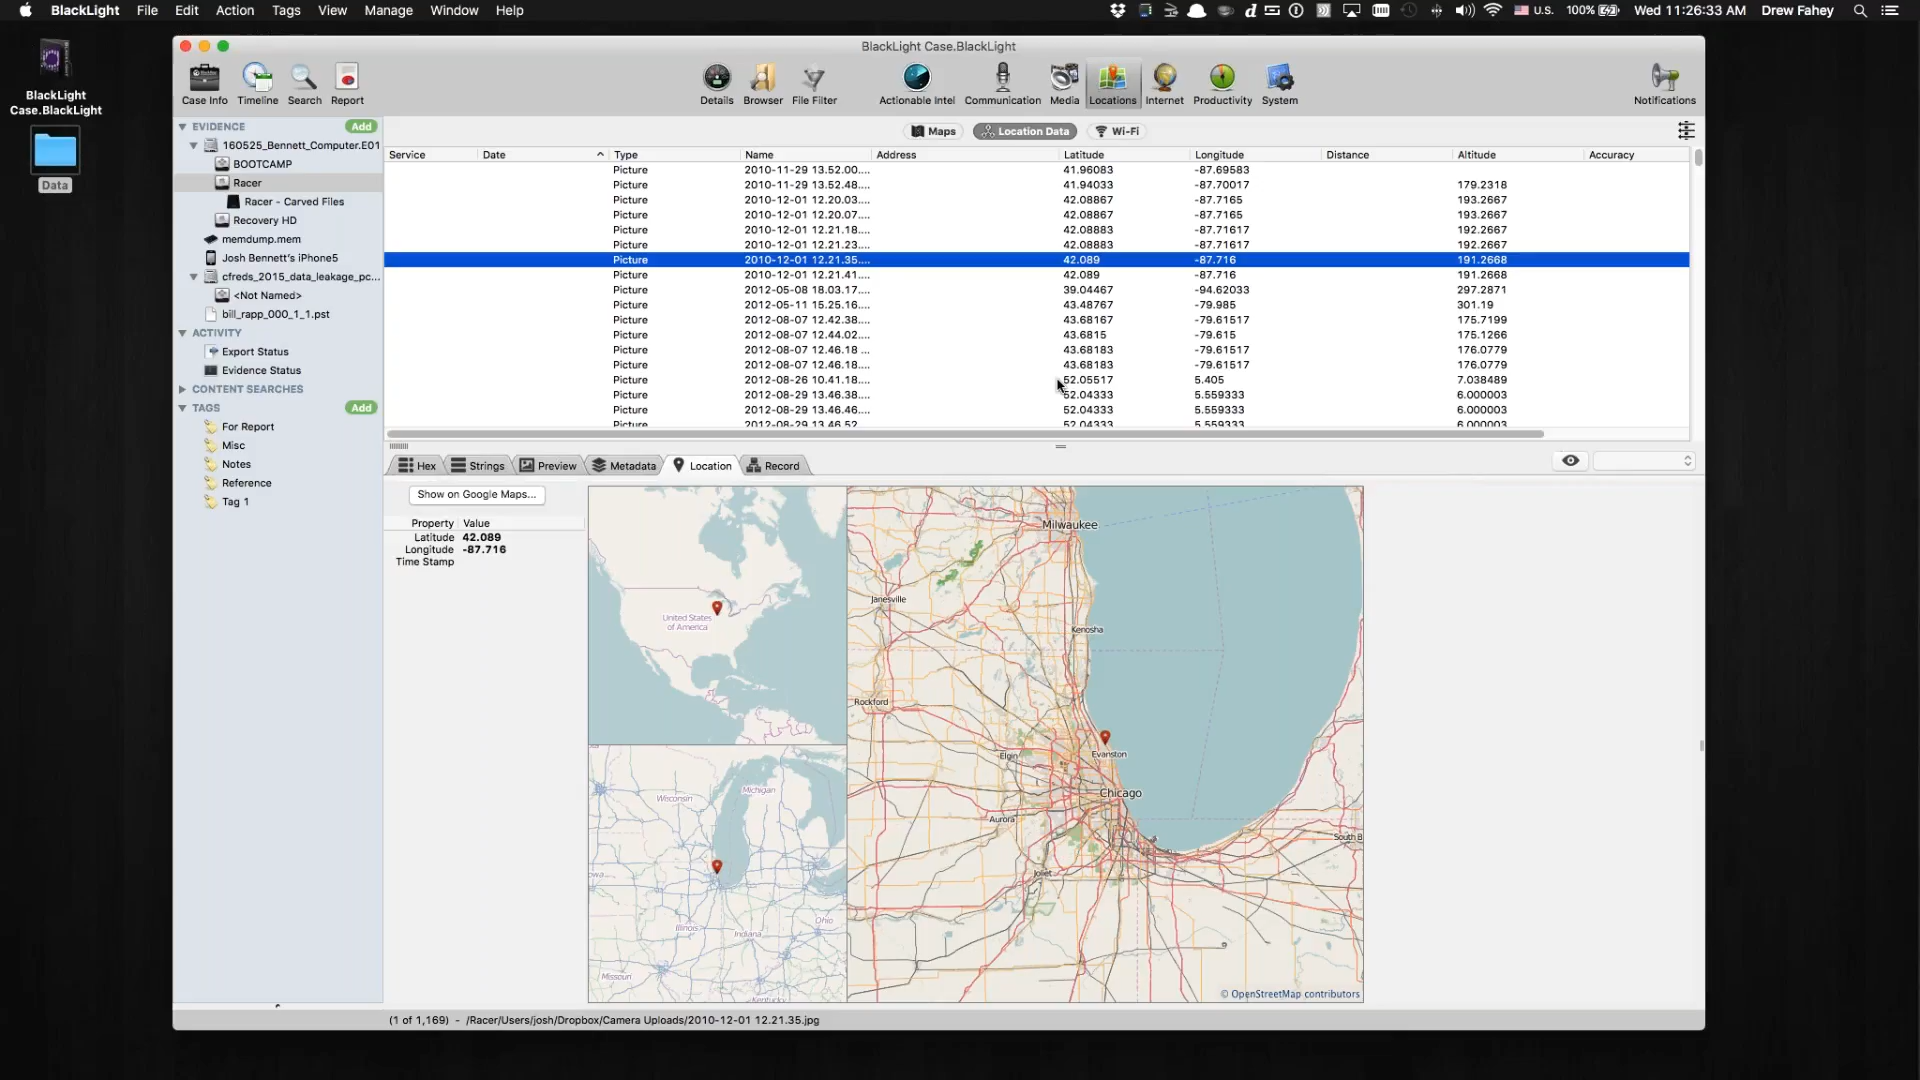 BlackLight File Edit Action Tags View Manage Window Help U.S. 100% Wed 11:26:33 AM Drew Fahey
BlackLight Case.BlackLight
Case Info Timeline Search Report Details Browser File Filter Actionable Intel Communication Media Locations Internet Productivity System Notifications
BlackLight
Case.BlackLight
Data
EVIDENCE Add
160525_Bennett_Computer.E01
BOOTCAMP
Racer
Racer - Carved Files
Recovery HD
memdump.mem
Josh Bennett's iPhone5
cfreds_2015_data_leakage_pc...
<Not Named>
bill_rapp_000_1_1.pst
ACTIVITY
Export Status
Evidence Status
CONTENT SEARCHES
TAGS Add
For Report
Misc
Notes
Reference
Tag 1
Maps Location Data Wi-Fi
Service Date Type Name Address Latitude Longitude Distance Altitude Accuracy
Picture 2010-11-29 13.52.00.... 41.96083 -87.69583
Picture 2010-11-29 13.52.48.... 41.94033 -87.70017 179.2318
Picture 2010-12-01 12.20.03.... 42.08867 -87.7165 193.2667
Picture 2010-12-01 12.20.07.... 42.08867 -87.7165 193.2667
Picture 2010-12-01 12.21.18.... 42.08883 -87.71617 192.2667
Picture 2010-12-01 12.21.23.... 42.08883 -87.71617 192.2667
Picture 2010-12-01 12.21.35.... 42.089 -87.716 191.2668
Picture 2010-12-01 12.21.41.... 42.089 -87.716 191.2668
Picture 2012-05-08 18.03.17.... 39.04467 -94.62033 297.2871
Picture 2012-05-11 15.25.16.... 43.48767 -79.985 301.19
Picture 2012-08-07 12.42.38.... 43.68167 -79.61517 175.7199
Picture 2012-08-07 12.44.02.... 43.6815 -79.615 175.1266
Picture 2012-08-07 12.46.18 ... 43.68183 -79.61517 176.0779
Picture 2012-08-07 12.46.18.... 43.68183 -79.61517 176.0779
Picture 2012-08-26 10.41.18.... 52.05517 5.405 7.038489
Picture 2012-08-29 13.46.38.... 52.04333 5.559333 6.000003
Picture 2012-08-29 13.46.46.... 52.04333 5.559333 6.000003
Picture 2012-08-29 13.46.52 52.04333 5.559333 6.000003
Hex Strings Preview Metadata Location Record
Show on Google Maps...
Property Value
Latitude 42.089
Longitude -87.716
Time Stamp
United States
of America
Wisconsin
Michigan
Illinois
Indiana
Ohio
Missouri
Kentucky
Milwaukee
Janesville
Kenosha
Rockford
Elgin
Evanston
Chicago
Aurora
South B
Joliet
© OpenStreetMap contributors
(1 of 1,169) - /Racer/Users/josh/Dropbox/Camera Uploads/2010-12-01 12.21.35.jpg